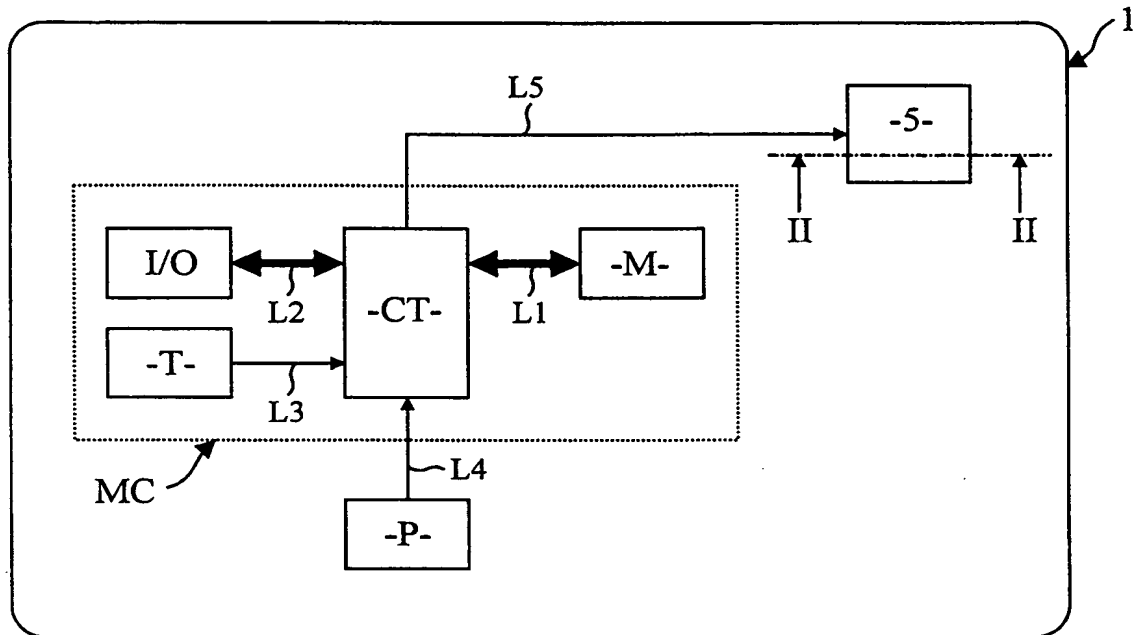 1
L5
-5-
II II
I/O
-CT-
-M-
L2
L1
-T-
L3
MC
L4
-P-